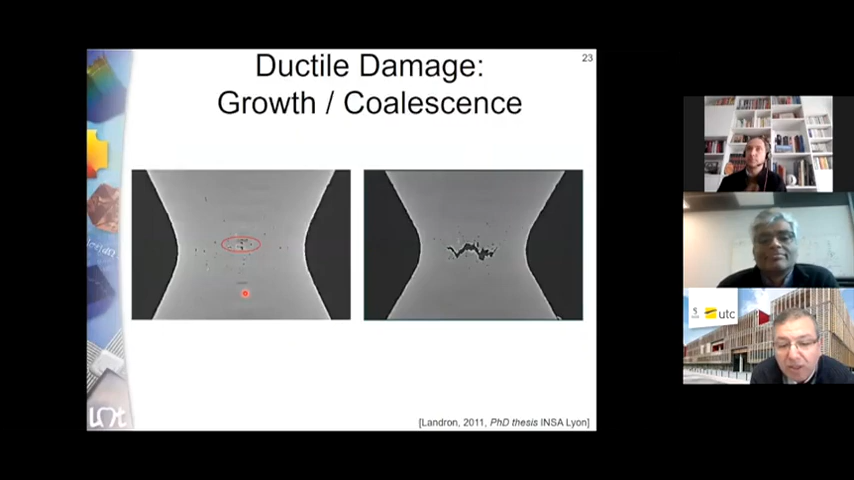 Ductile Damage:
Growth / Coalescence
23
utc
[Landron, 2011, PhD thesis INSA Lyon]